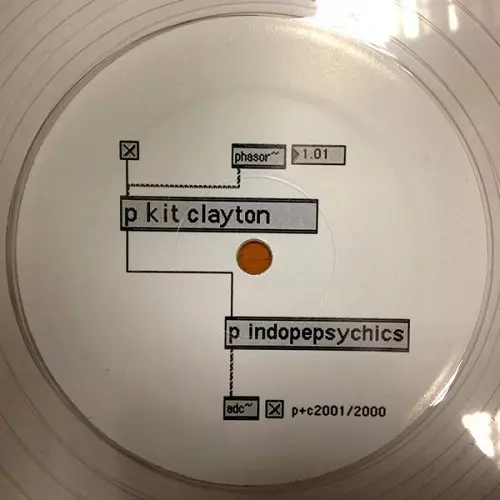 phasor~ 1.01
p kit clayton
p indopepsychics
adc~ p+c2001/2000